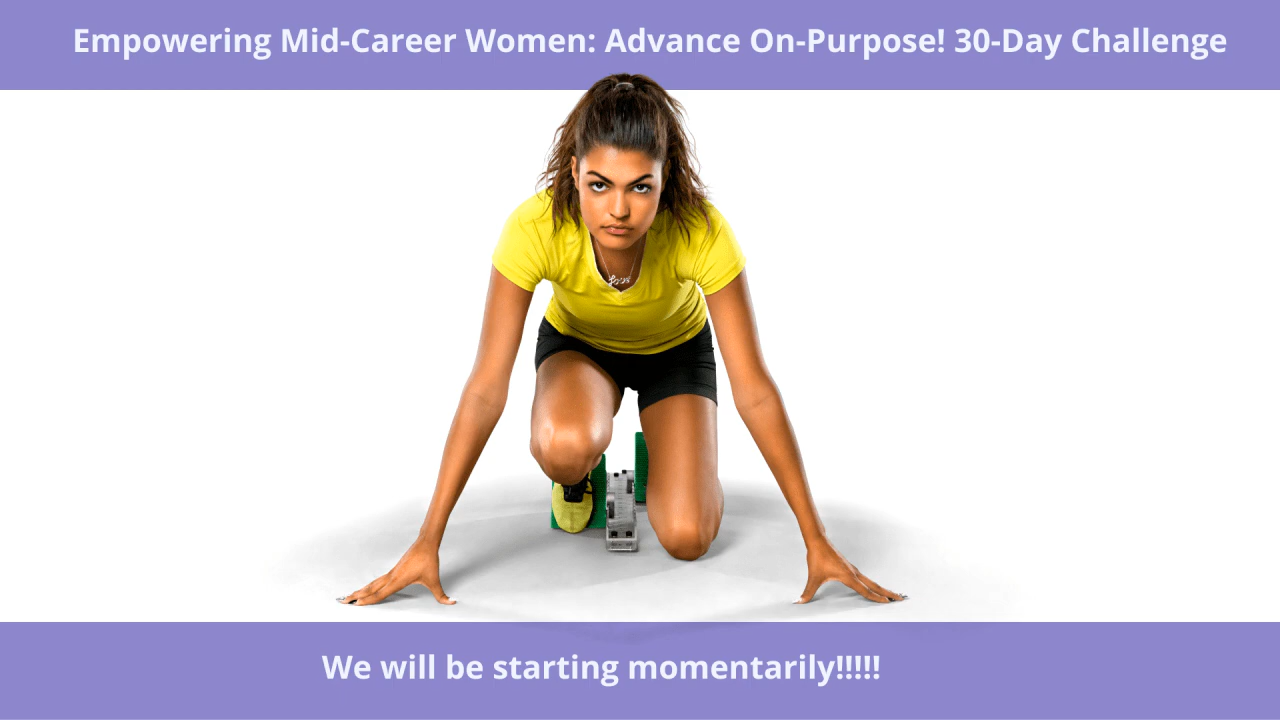 Empowering Mid-Career Women: Advance On-Purpose! 30-Day Challenge
We will be starting momentarily!!!!!